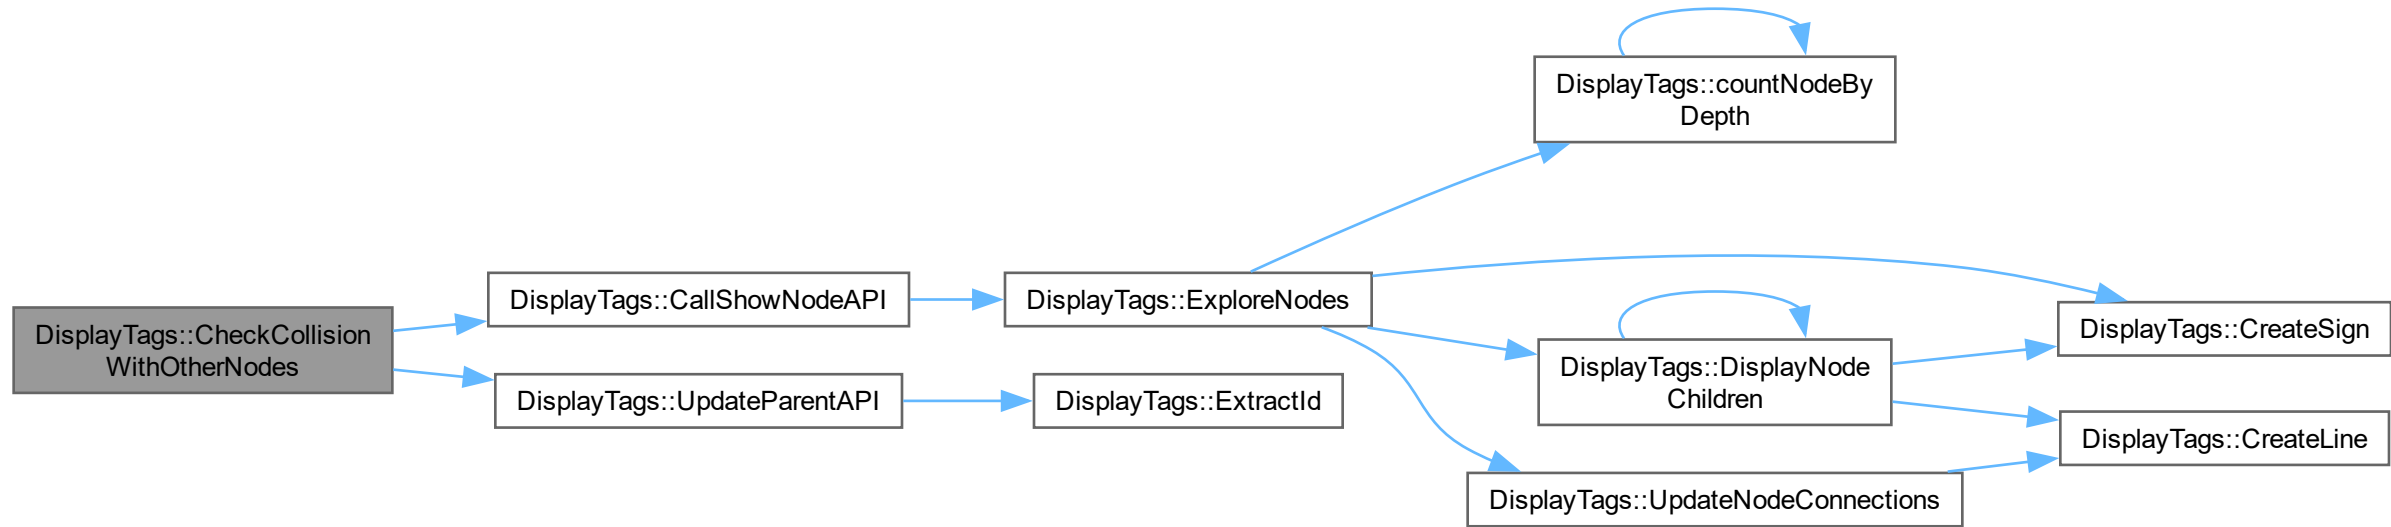 DisplayTags::CheckCollision
WithOtherNodes
DisplayTags::CallShowNodeAPI
DisplayTags::UpdateParentAPI
DisplayTags::ExploreNodes
DisplayTags::ExtractId
DisplayTags::countNodeBy
Depth
DisplayTags::DisplayNode
Children
DisplayTags::UpdateNodeConnections
DisplayTags::CreateSign
DisplayTags::CreateLine